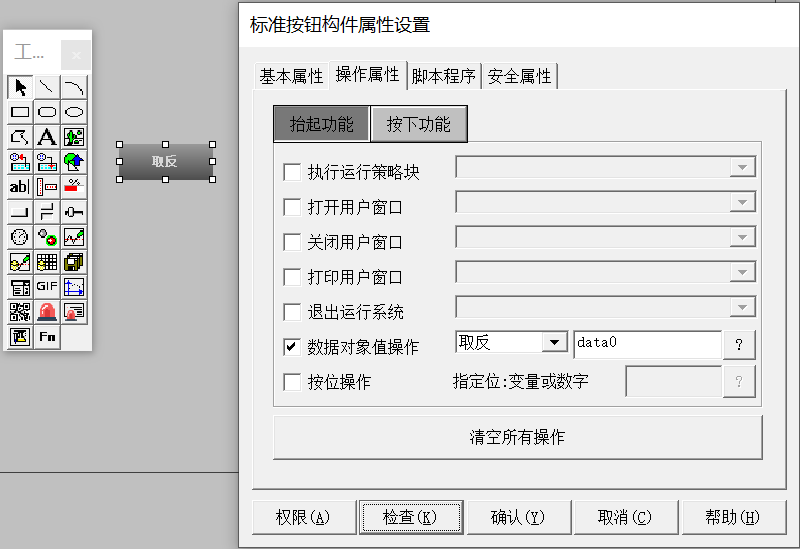 标准按钮构件属性设置
工...
基本属性 操作属性 脚本程序 安全属性
抬起功能 按下功能
取反
执行运行策略块
打开用户窗口
关闭用户窗口
打印用户窗口
退出运行系统
数据对象值操作 取反 data0 ?
按位操作 指定位:变量或数字 ?
清空所有操作
权限(A) 检查(K) 确认(Y) 取消(C) 帮助(H)
A
ab|
GIF
Fn